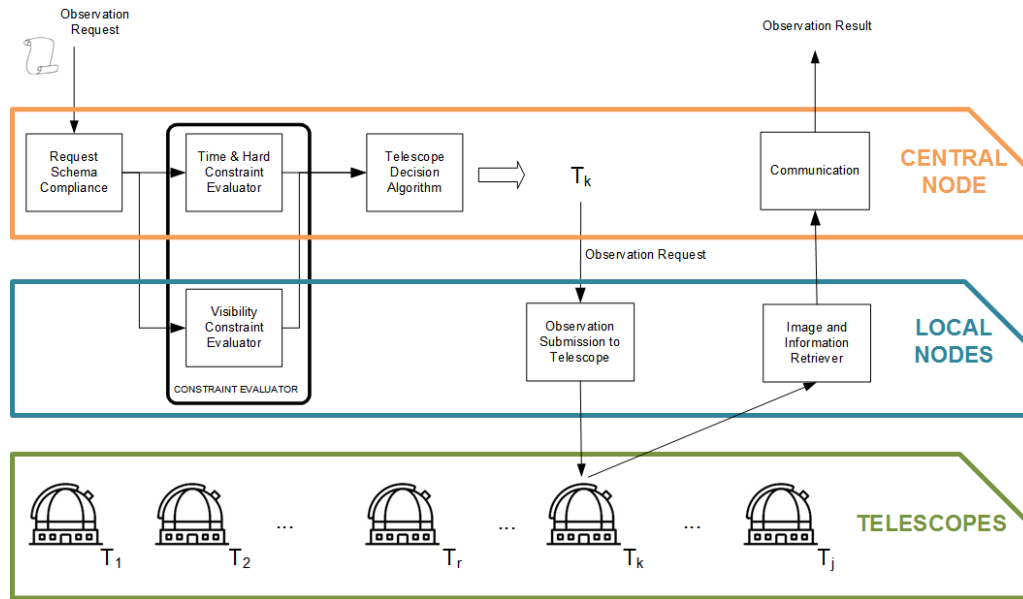 Observation
Request
Observation Result
Request
Schema
Compliance
Time & Hard
Constraint
Evaluator
Telescope
Decision
Algorithm
Tk
Communication
CENTRAL
NODE
Observation Request
Visibility
Constraint
Evaluator
CONSTRAINT EVALUATOR
Observation
Submission to
Telescope
Image and
Information
Retriever
LOCAL
NODES
T1
T2
...
Tr
...
Tk
...
Tj
TELESCOPES